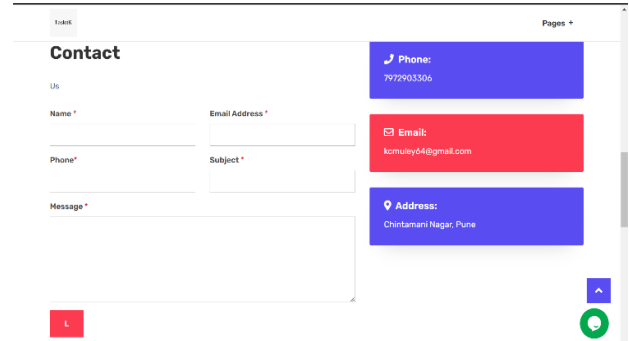 TaskIK
Pages +
Contact
Us
Name *
Email Address *
Phone*
Subject *
Message *
L
Phone:
7972903306
Email:
kcmuley64@gmail.com
Address:
Chintamani Nagar, Pune